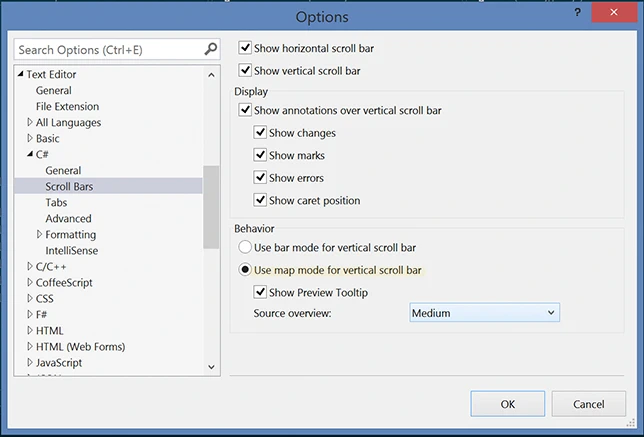 Options
?
Search Options (Ctrl+E)
Text Editor
General
File Extension
All Languages
Basic
C#
General
Scroll Bars
Tabs
Advanced
Formatting
IntelliSense
C/C++
CoffeeScript
CSS
F#
HTML
HTML (Web Forms)
JavaScript
Show horizontal scroll bar
Show vertical scroll bar
Display
Show annotations over vertical scroll bar
Show changes
Show marks
Show errors
Show caret position
Behavior
Use bar mode for vertical scroll bar
Use map mode for vertical scroll bar
Show Preview Tooltip
Source overview: Medium
OK Cancel